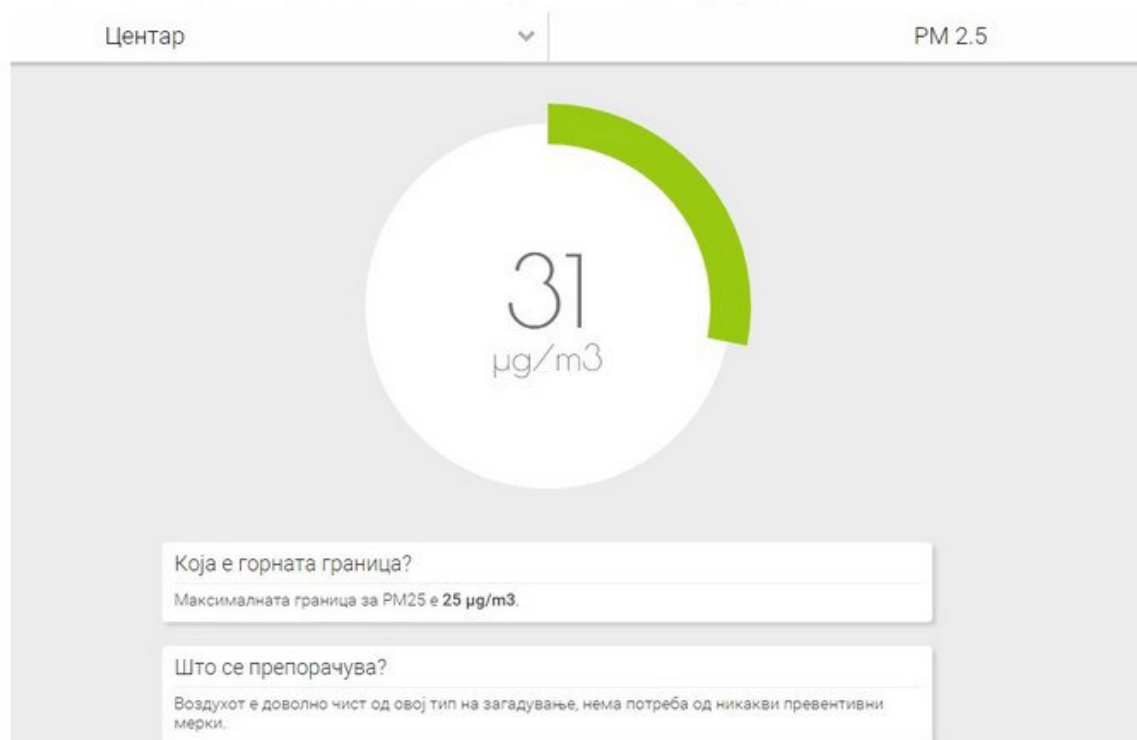 Центар
PM 2.5
31
µg/m3
Која е горната граница?
Максималната граница за PM25 е 25 µg/m3.
Што се препорачува?
Воздухот е доволно чист од овој тип на загадување, нема потреба од никакви превентивни
мерки.